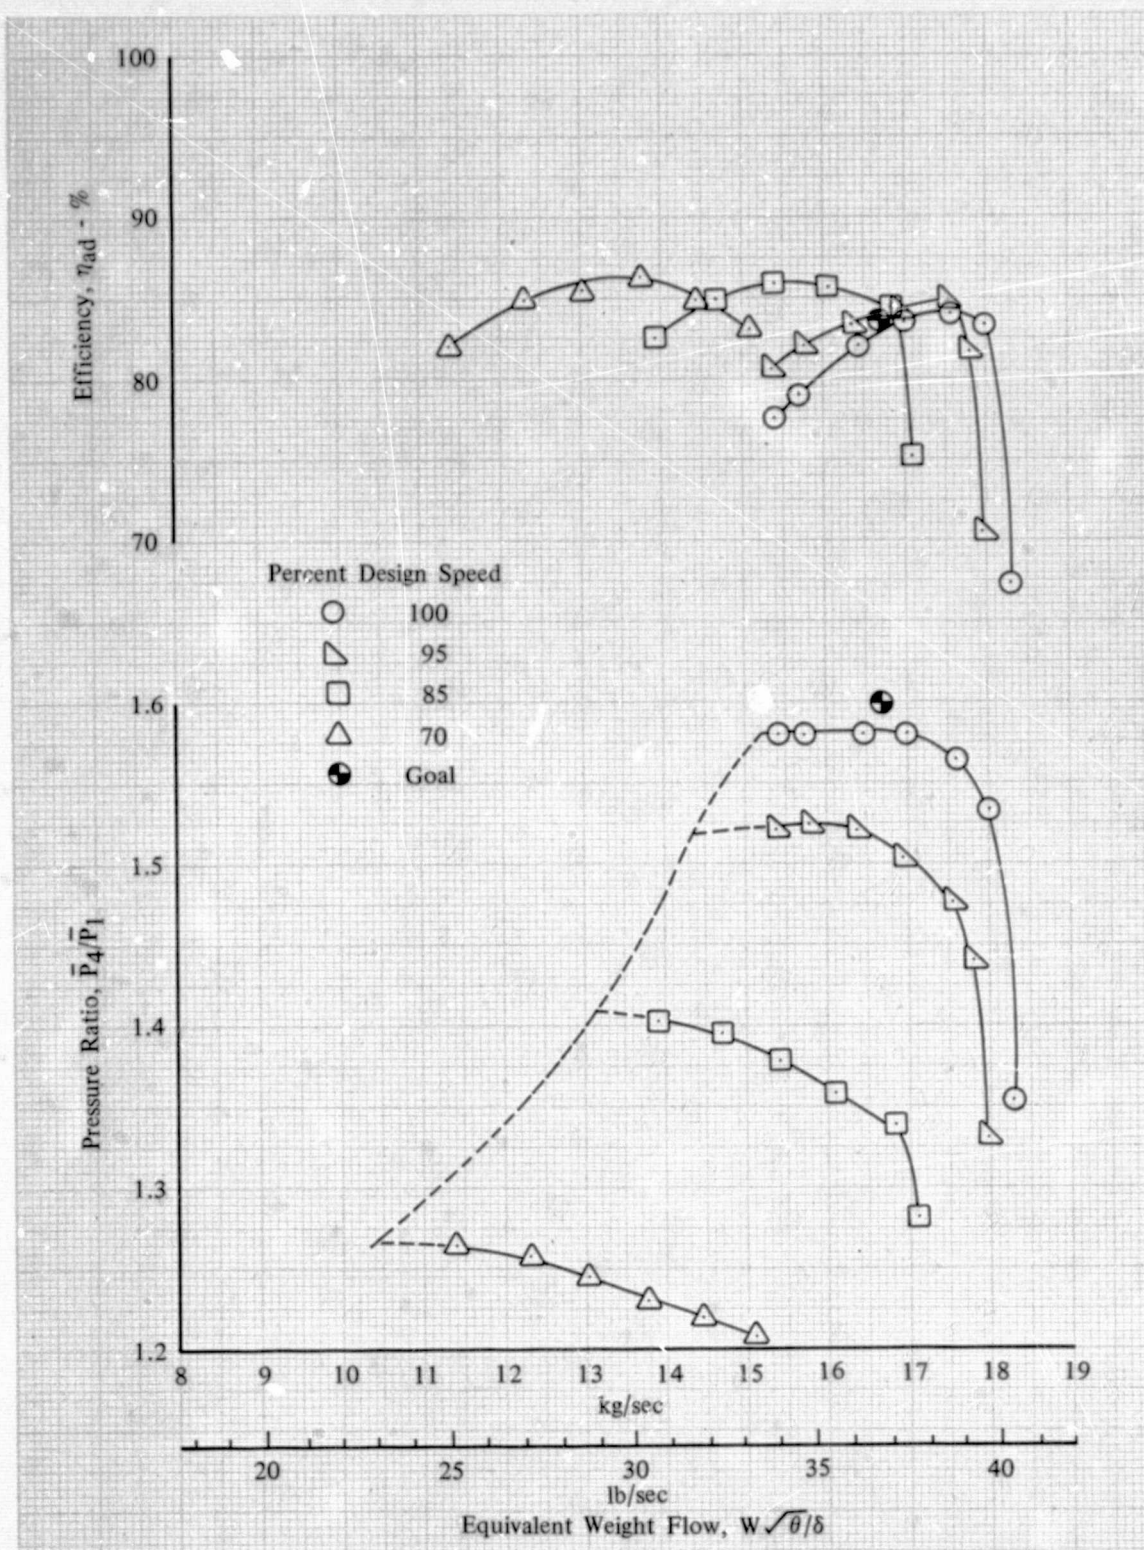 100
90
80
70
Efficiency, ηad - %
Percent Design Speed
100
95
85
70
Goal
1.6
1.5
1.4
1.3
1.2
Pressure Ratio, P̅4/P̅1
8 9 10 11 12 13 14 15 16 17 18 19
kg/sec
20 25 30 35 40
lb/sec
Equivalent Weight Flow, W√θ/δ